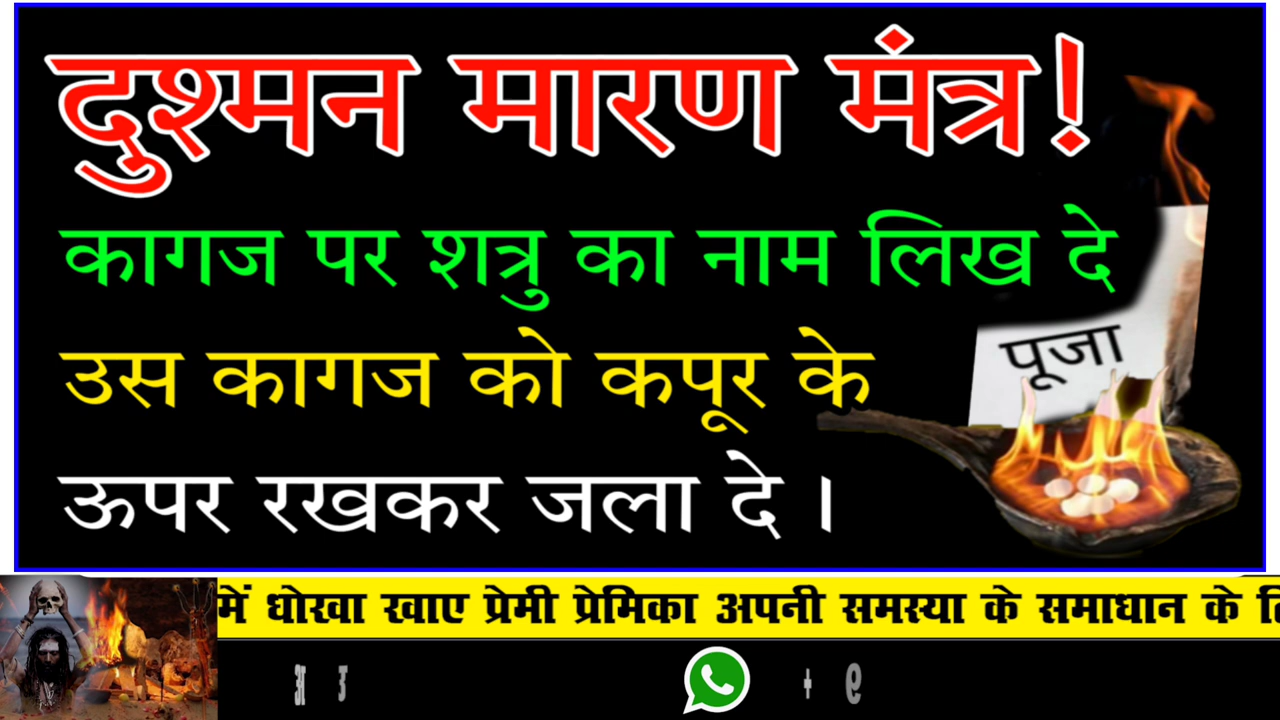 दुश्मन मारण मंत्र!
कागज पर शत्रु का नाम लिख दे
उस कागज को कपूर के
ऊपर रखकर जला दे ।
पूजा
में धोखा खाए प्रेमी प्रेमिका अपनी समस्या के समाधान के